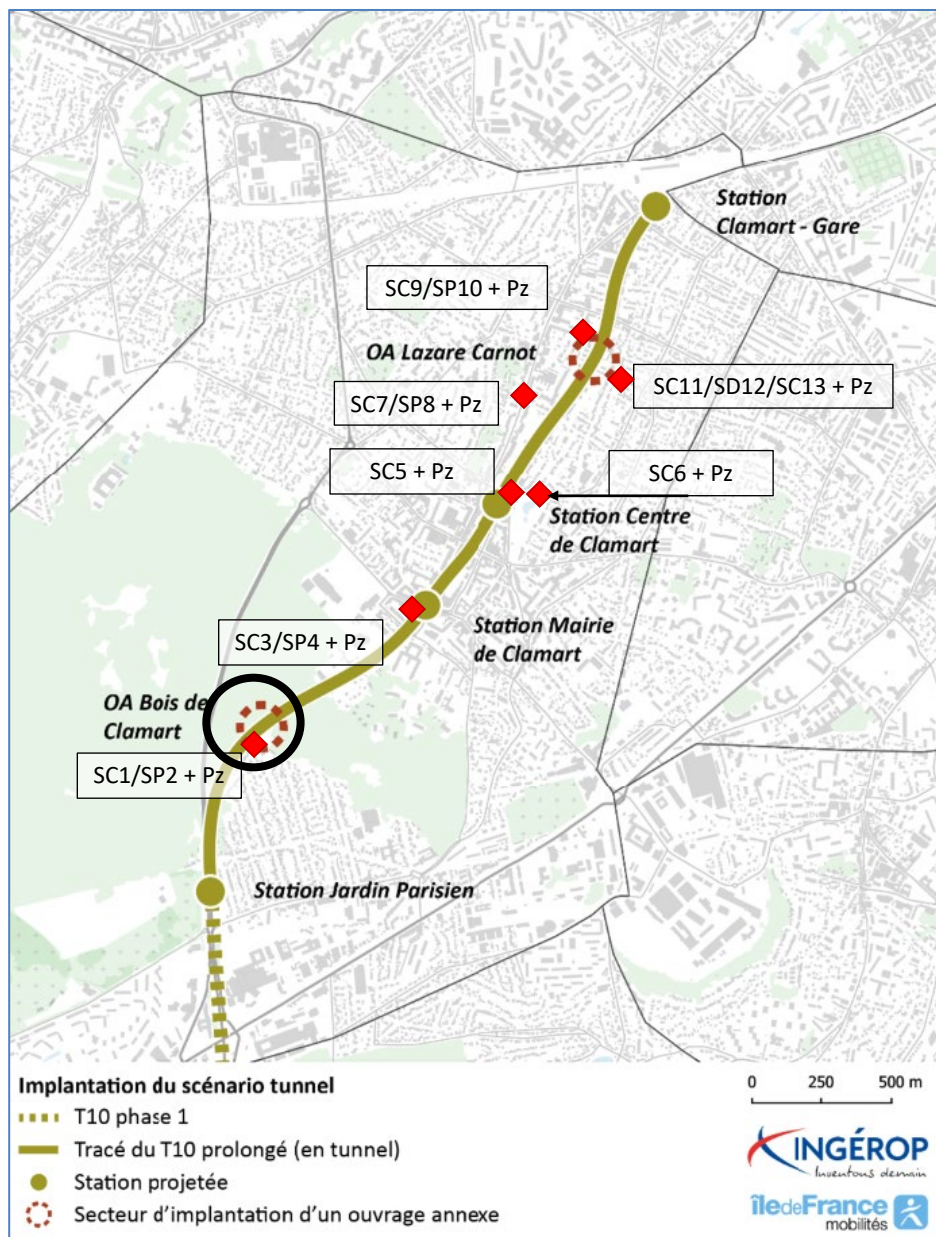 Station
Clamart - Gare
SC9/SP10 + Pz
OA Lazare Carnot
SC7/SP8 + Pz
SC11/SD12/SC13 + Pz
SC5 + Pz
SC6 + Pz
Station Centre
de Clamart
SC3/SP4 + Pz
Station Mairie
de Clamart
OA Bois de
Clamart
SC1/SP2 + Pz
Station Jardin Parisien
Implantation du scénario tunnel
T10 phase 1
Tracé du T10 prolongé (en tunnel)
Station projetée
Secteur d'implantation d'un ouvrage annexe
0 250 500 m
INGÉROP
Inventons demain
îledeFrance
mobilités